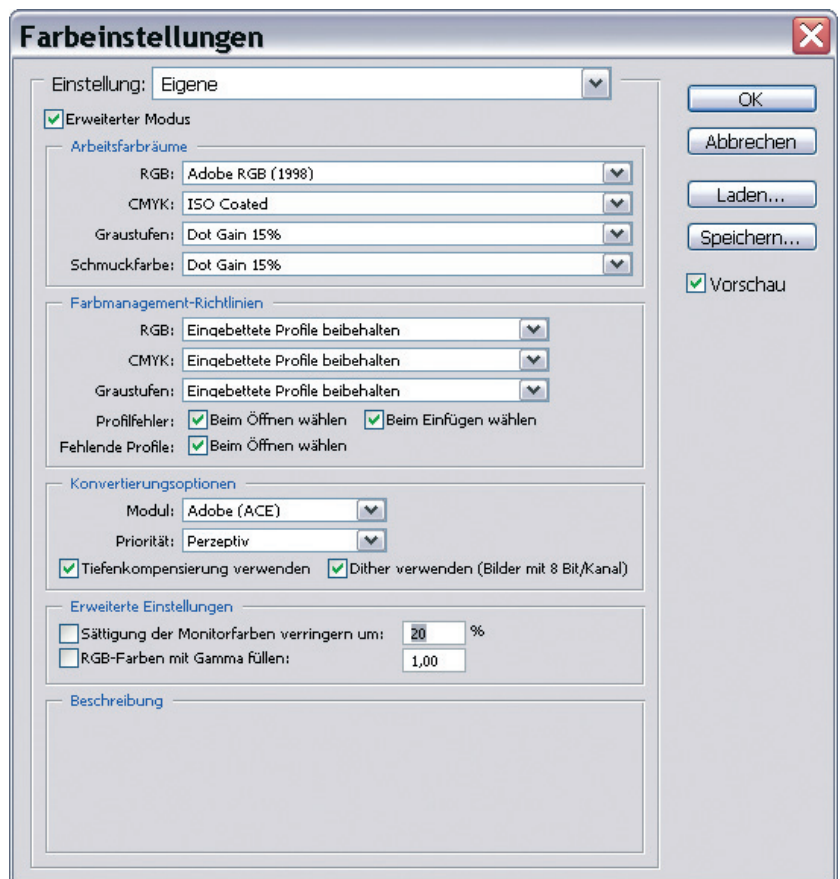 Farbeinstellungen
Einstellung: Eigene
OK
Erweiterter Modus
Abbrechen
Arbeitsfarbräume
RGB: Adobe RGB (1998)
Laden...
CMYK: ISO Coated
Graustufen: Dot Gain 15%
Speichern...
Schmuckfarbe: Dot Gain 15%
Vorschau
Farbmanagement-Richtlinien
RGB: Eingebettete Profile beibehalten
CMYK: Eingebettete Profile beibehalten
Graustufen: Eingebettete Profile beibehalten
Profilfehler: Beim Öffnen wählen Beim Einfügen wählen
Fehlende Profile: Beim Öffnen wählen
Konvertierungsoptionen
Modul: Adobe (ACE)
Priorität: Perzeptiv
Tiefenkompensierung verwenden Dither verwenden (Bilder mit 8 Bit/Kanal)
Erweiterte Einstellungen
Sättigung der Monitorfarben verringern um: 20 %
RGB-Farben mit Gamma füllen: 1,00
Beschreibung